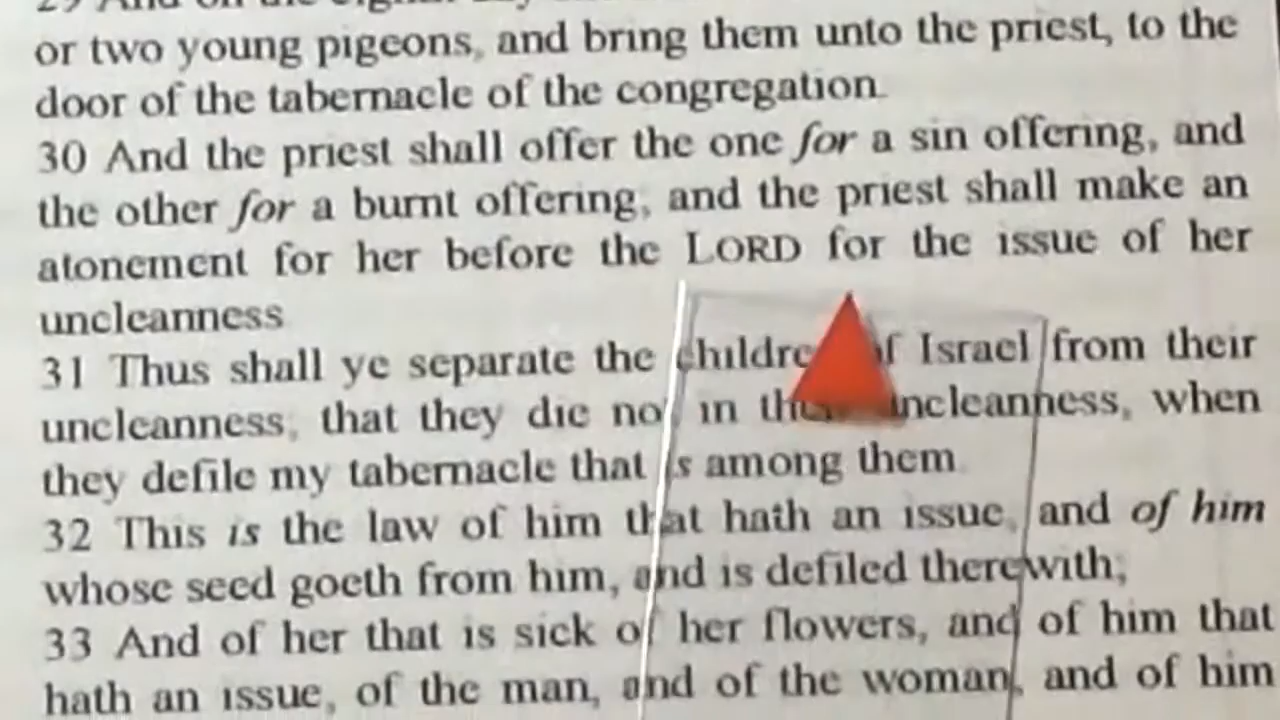 or two young pigeons, and bring them unto the priest, to the
door of the tabernacle of the congregation.
30 And the priest shall offer the one for a sin offering, and
the other for a burnt offering; and the priest shall make an
atonement for her before the LORD for the issue of her
uncleanness.
31 Thus shall ye separate the children of Israel from their
uncleanness; that they die not in their uncleanness, when
they defile my tabernacle that is among them.
32 This is the law of him that hath an issue, and of him
whose seed goeth from him, and is defiled therewith;
33 And of her that is sick of her flowers, and of him that
hath an issue, of the man, and of the woman, and of him